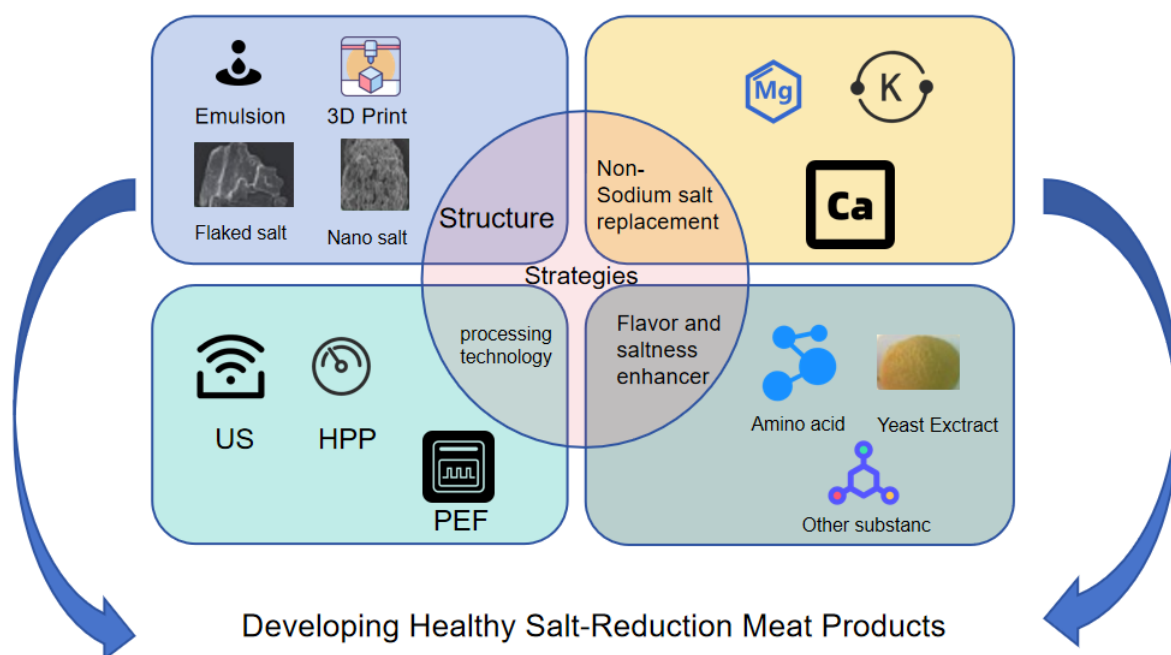 Emulsion
3D Print
Flaked salt
Nano salt
Structure
Mg
K
Ca
Non-
Sodium salt
replacement
Strategies
processing
technology
US
HPP
PEF
Flavor and
saltness
enhancer
Amino acid
Yeast Exctract
Other substanc
Developing Healthy Salt-Reduction Meat Products